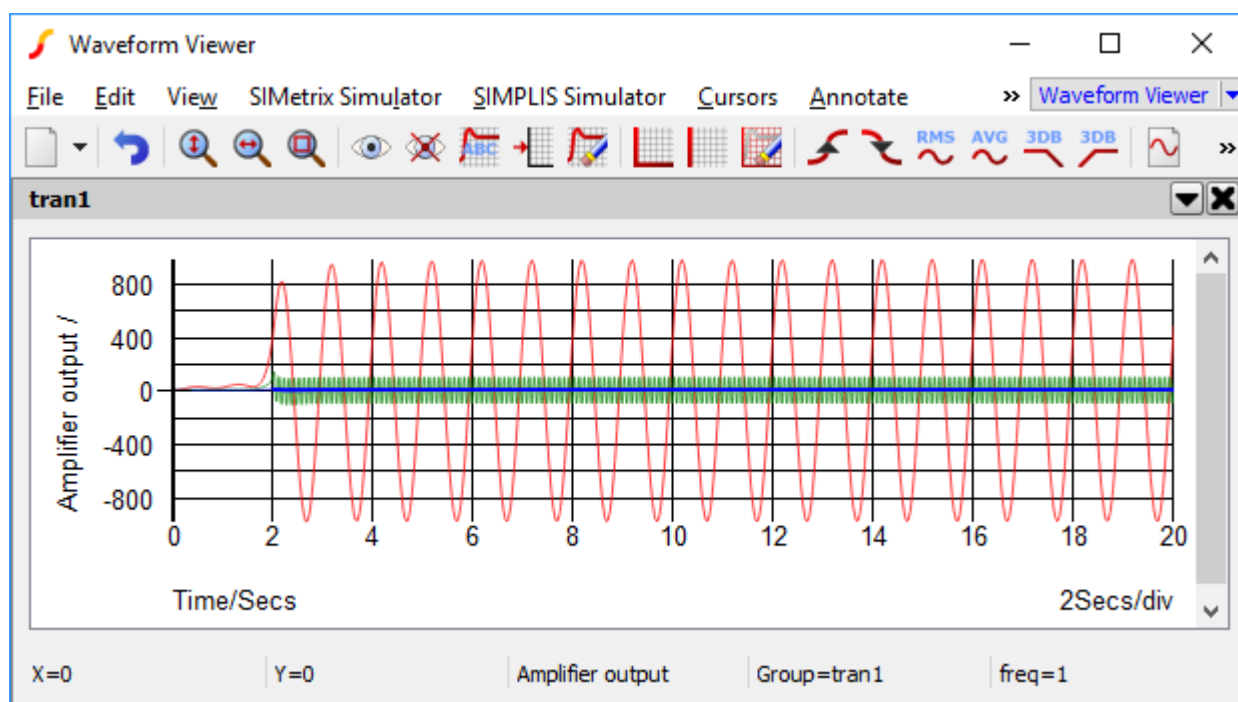 Waveform Viewer
File Edit View SIMetrix Simulator SIMPLIS Simulator Cursors Annotate » Waveform Viewer
ABC RMS AVG 3DB 3DB »
tran1
Amplifier output /
800
400
0
-400
-800
0 2 4 6 8 10 12 14 16 18 20
Time/Secs 2Secs/div
X=0 Y=0 Amplifier output Group=tran1 freq=1